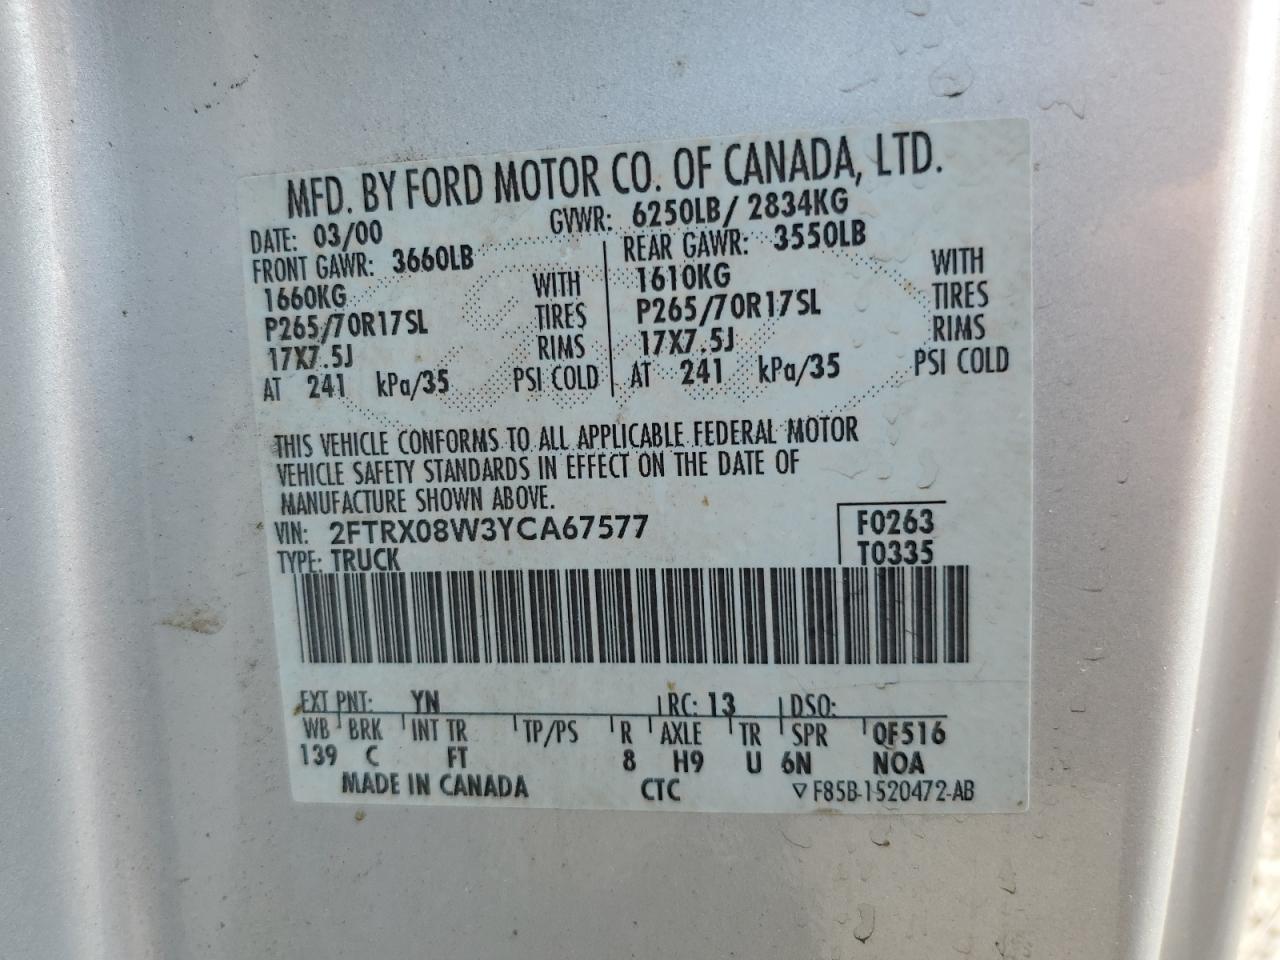 MFD. BY FORD MOTOR CO. OF CANADA, LTD.
DATE: 03/00 GVWR: 6250LB/ 2834KG
FRONT GAWR: 3660LB REAR GAWR: 3550LB
1660KG WITH 1610KG WITH
P265/70R17SL TIRES P265/70R17SL TIRES
17X7.5J RIMS 17X7.5J RIMS
AT 241 kPa/35 PSI COLD AT 241 kPa/35 PSI COLD
THIS VEHICLE CONFORMS TO ALL APPLICABLE FEDERAL MOTOR
VEHICLE SAFETY STANDARDS IN EFFECT ON THE DATE OF
MANUFACTURE SHOWN ABOVE.
VIN: 2FTRX08W3YCA67577 F0263
TYPE: TRUCK T0335
EXT PNT: YN RC: 13 DSO:
WB BRK INT TR TP/PS R AXLE TR SPR QF516
139 C FT 8 H9 U 6N NOA
MADE IN CANADA CTC ▽ F85B-1520472-AB